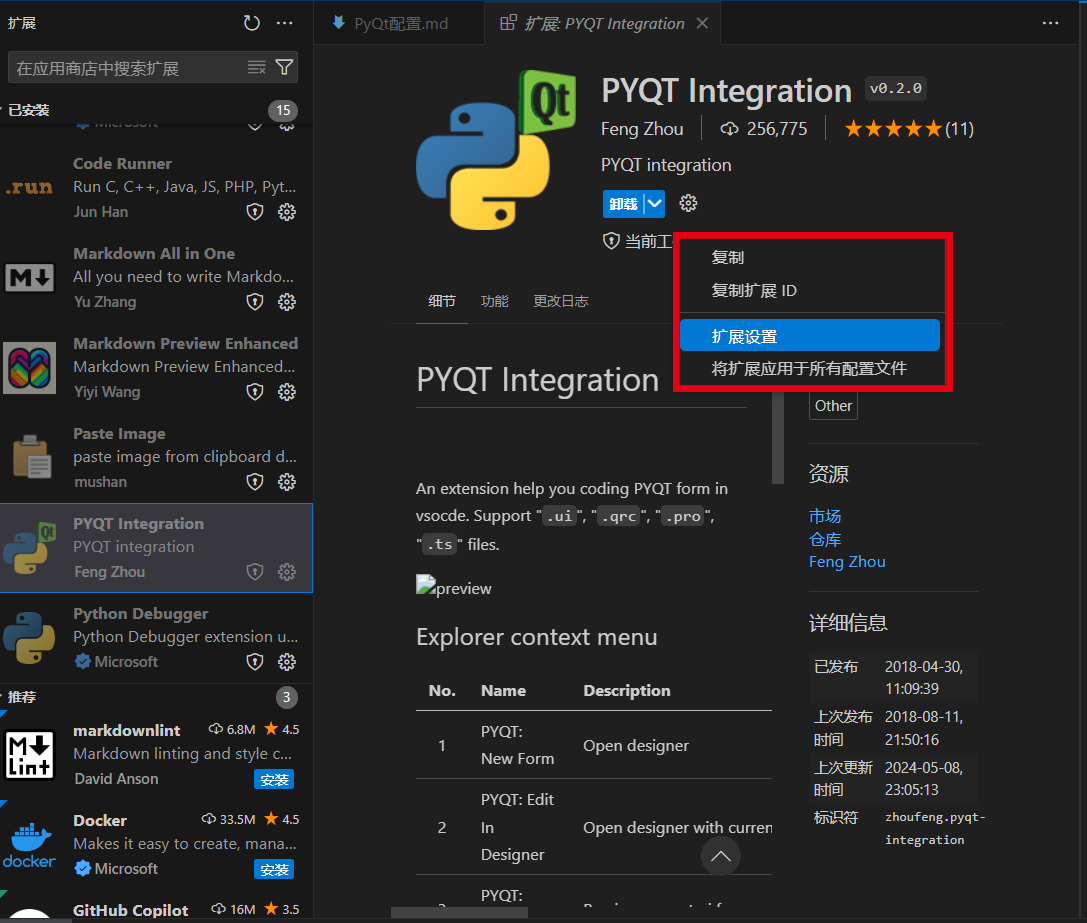 扩展
在应用商店中搜索扩展
已安装
15
Microsoft
.run
Code Runner
Run C, C++, Java, JS, PHP, Pyt...
Jun Han
Markdown All in One
All you need to write Markdo...
Yu Zhang
Markdown Preview Enhanced
Markdown Preview Enhanced...
Yiyi Wang
Paste Image
paste image from clipboard d...
mushan
PYQT Integration
PYQT integration
Feng Zhou
Python Debugger
Python Debugger extension u...
Microsoft
推荐
3
markdownlint 6.8M 4.5
Markdown linting and style c...
David Anson
安装
Docker 33.5M 4.5
Makes it easy to create, mana...
Microsoft
安装
GitHub Copilot 16M 3.5
PyQt配置.md
扩展: PYQT Integration
Qt
PYQT Integration v0.2.0
Feng Zhou 256,775 (11)
PYQT integration
卸载
当前工
复制
复制扩展 ID
扩展设置
将扩展应用于所有配置文件
细节 功能 更改日志
PYQT Integration
An extension help you coding PYQT form in
vsocde. Support ".ui", ".qrc", ".pro",
".ts" files.
preview
Explorer context menu
No. Name Description
1 PYQT: New Form Open designer
2 PYQT: Edit In Designer Open designer with curren
PYQT:
Other
资源
市场
仓库
Feng Zhou
详细信息
已发布 2018-04-30, 11:09:39
上次发布时间 2018-08-11, 21:50:16
上次更新时间 2024-05-08, 23:05:13
标识符 zhoufeng.pyqt-integration